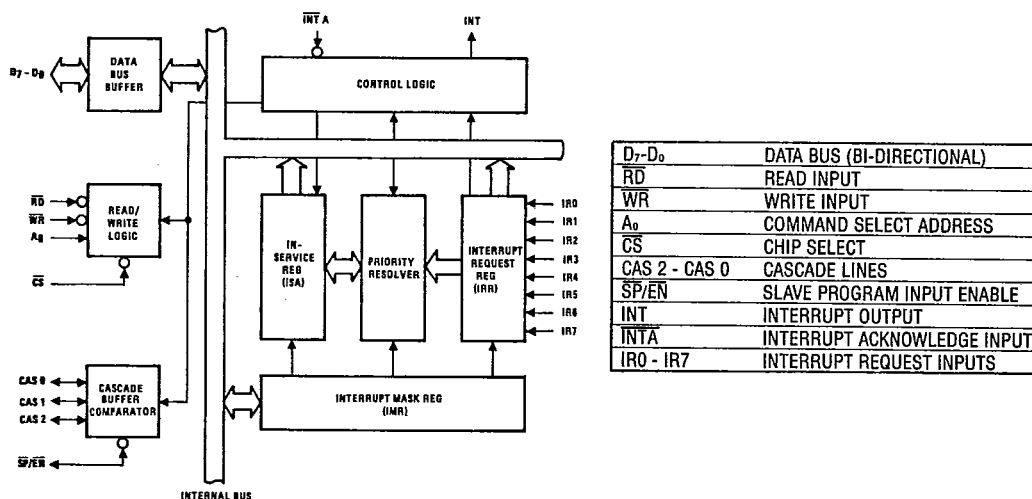 INT A
INT
D7 - D0
DATA
BUS
BUFFER
CONTROL LOGIC
RD
WR
A0
READ/
WRITE
LOGIC
CS
IN-
SERVICE
REG
(ISA)
PRIORITY
RESOLVER
INTERRUPT
REQUEST
REG
(IRR)
IR0
IR1
IR2
IR3
IR4
IR5
IR6
IR7
CAS 0
CAS 1
CAS 2
CASCADE
BUFFER
COMPARATOR
SP/EN
INTERRUPT MASK REG
(IMR)
INTERNAL BUS
D7-D0 DATA BUS (BI-DIRECTIONAL)
RD READ INPUT
WR WRITE INPUT
A0 COMMAND SELECT ADDRESS
CS CHIP SELECT
CAS 2 - CAS 0 CASCADE LINES
SP/EN SLAVE PROGRAM INPUT ENABLE
INT INTERRUPT OUTPUT
INTA INTERRUPT ACKNOWLEDGE INPUT
IR0 - IR7 INTERRUPT REQUEST INPUTS